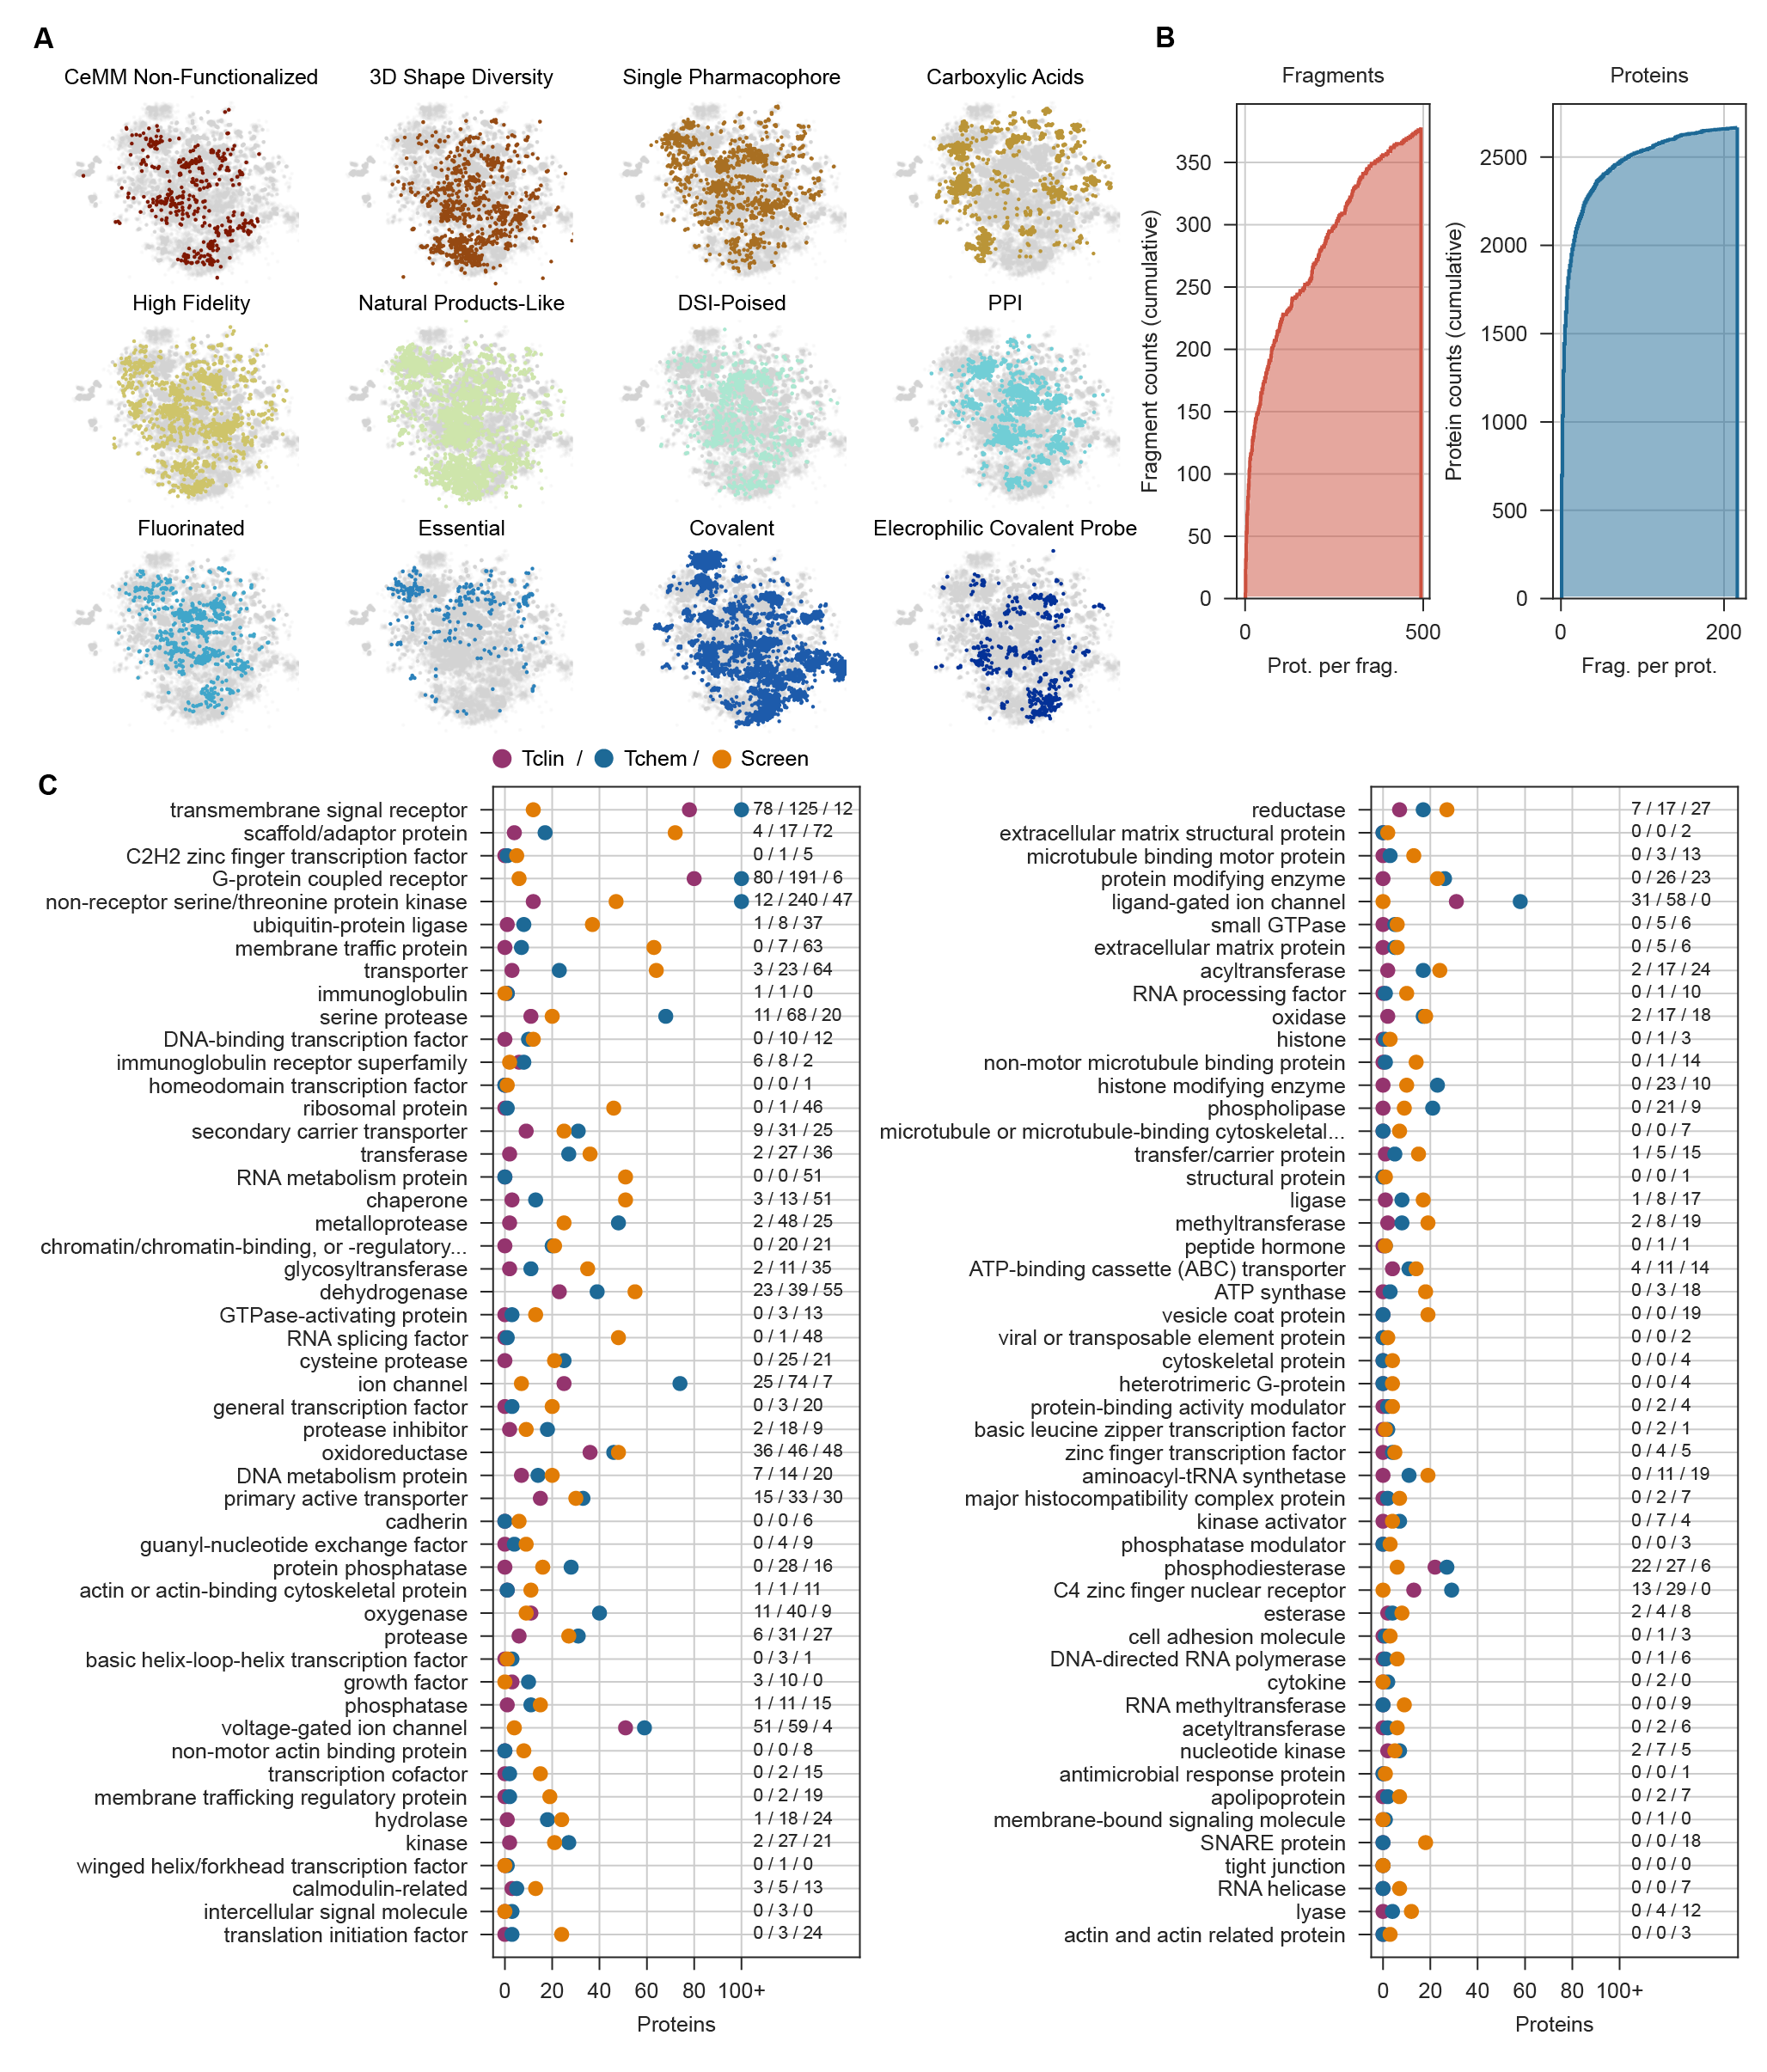 A
CeMM Non-Functionalized
3D Shape Diversity
Single Pharmacophore
Carboxylic Acids
High Fidelity
Natural Products-Like
DSI-Poised
PPI
Fluorinated
Essential
Covalent
Elecrophilic Covalent Probe
B
Fragments
Fragment counts (cumulative)
350
300
250
200
150
100
50
0
0 500
Prot. per frag.
Proteins
Protein counts (cumulative)
2500
2000
1500
1000
500
0
0 200
Frag. per prot.
Tclin / Tchem / Screen
C
transmembrane signal receptor 78 / 125 / 12
scaffold/adaptor protein 4 / 17 / 72
C2H2 zinc finger transcription factor 0 / 1 / 5
G-protein coupled receptor 80 / 191 / 6
non-receptor serine/threonine protein kinase 12 / 240 / 47
ubiquitin-protein ligase 1 / 8 / 37
membrane traffic protein 0 / 7 / 63
transporter 3 / 23 / 64
immunoglobulin 1 / 1 / 0
serine protease 11 / 68 / 20
DNA-binding transcription factor 0 / 10 / 12
immunoglobulin receptor superfamily 6 / 8 / 2
homeodomain transcription factor 0 / 0 / 1
ribosomal protein 0 / 1 / 46
secondary carrier transporter 9 / 31 / 25
transferase 2 / 27 / 36
RNA metabolism protein 0 / 0 / 51
chaperone 3 / 13 / 51
metalloprotease 2 / 48 / 25
chromatin/chromatin-binding, or -regulatory... 0 / 20 / 21
glycosyltransferase 2 / 11 / 35
dehydrogenase 23 / 39 / 55
GTPase-activating protein 0 / 3 / 13
RNA splicing factor 0 / 1 / 48
cysteine protease 0 / 25 / 21
ion channel 25 / 74 / 7
general transcription factor 0 / 3 / 20
protease inhibitor 2 / 18 / 9
oxidoreductase 36 / 46 / 48
DNA metabolism protein 7 / 14 / 20
primary active transporter 15 / 33 / 30
cadherin 0 / 0 / 6
guanyl-nucleotide exchange factor 0 / 4 / 9
protein phosphatase 0 / 28 / 16
actin or actin-binding cytoskeletal protein 1 / 1 / 11
oxygenase 11 / 40 / 9
protease 6 / 31 / 27
basic helix-loop-helix transcription factor 0 / 3 / 1
growth factor 3 / 10 / 0
phosphatase 1 / 11 / 15
voltage-gated ion channel 51 / 59 / 4
non-motor actin binding protein 0 / 0 / 8
transcription cofactor 0 / 2 / 15
membrane trafficking regulatory protein 0 / 2 / 19
hydrolase 1 / 18 / 24
kinase 2 / 27 / 21
winged helix/forkhead transcription factor 0 / 1 / 0
calmodulin-related 3 / 5 / 13
intercellular signal molecule 0 / 3 / 0
translation initiation factor 0 / 3 / 24
0 20 40 60 80 100+
Proteins
reductase 7 / 17 / 27
extracellular matrix structural protein 0 / 0 / 2
microtubule binding motor protein 0 / 3 / 13
protein modifying enzyme 0 / 26 / 23
ligand-gated ion channel 31 / 58 / 0
small GTPase 0 / 5 / 6
extracellular matrix protein 0 / 5 / 6
acyltransferase 2 / 17 / 24
RNA processing factor 0 / 1 / 10
oxidase 2 / 17 / 18
histone 0 / 1 / 3
non-motor microtubule binding protein 0 / 1 / 14
histone modifying enzyme 0 / 23 / 10
phospholipase 0 / 21 / 9
microtubule or microtubule-binding cytoskeletal... 0 / 0 / 7
transfer/carrier protein 1 / 5 / 15
structural protein 0 / 0 / 1
ligase 1 / 8 / 17
methyltransferase 2 / 8 / 19
peptide hormone 0 / 1 / 1
ATP-binding cassette (ABC) transporter 4 / 11 / 14
ATP synthase 0 / 3 / 18
vesicle coat protein 0 / 0 / 19
viral or transposable element protein 0 / 0 / 2
cytoskeletal protein 0 / 0 / 4
heterotrimeric G-protein 0 / 0 / 4
protein-binding activity modulator 0 / 2 / 4
basic leucine zipper transcription factor 0 / 2 / 1
zinc finger transcription factor 0 / 4 / 5
aminoacyl-tRNA synthetase 0 / 11 / 19
major histocompatibility complex protein 0 / 2 / 7
kinase activator 0 / 7 / 4
phosphatase modulator 0 / 0 / 3
phosphodiesterase 22 / 27 / 6
C4 zinc finger nuclear receptor 13 / 29 / 0
esterase 2 / 4 / 8
cell adhesion molecule 0 / 1 / 3
DNA-directed RNA polymerase 0 / 1 / 6
cytokine 0 / 2 / 0
RNA methyltransferase 0 / 0 / 9
acetyltransferase 0 / 2 / 6
nucleotide kinase 2 / 7 / 5
antimicrobial response protein 0 / 0 / 1
apolipoprotein 0 / 2 / 7
membrane-bound signaling molecule 0 / 1 / 0
SNARE protein 0 / 0 / 18
tight junction 0 / 0 / 0
RNA helicase 0 / 0 / 7
lyase 0 / 4 / 12
actin and actin related protein 0 / 0 / 3
0 20 40 60 80 100+
Proteins